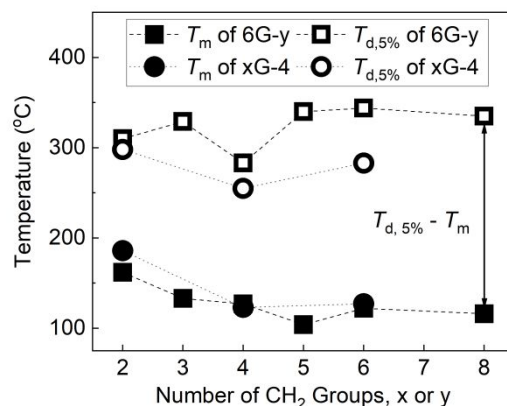 Tm of 6G-y Td,5% of 6G-y
Tm of xG-4 Td,5% of xG-4
400
300
200
100
Temperature (ºC)
Td, 5% - Tm
2 3 4 5 6 7 8
Number of CH2 Groups, x or y